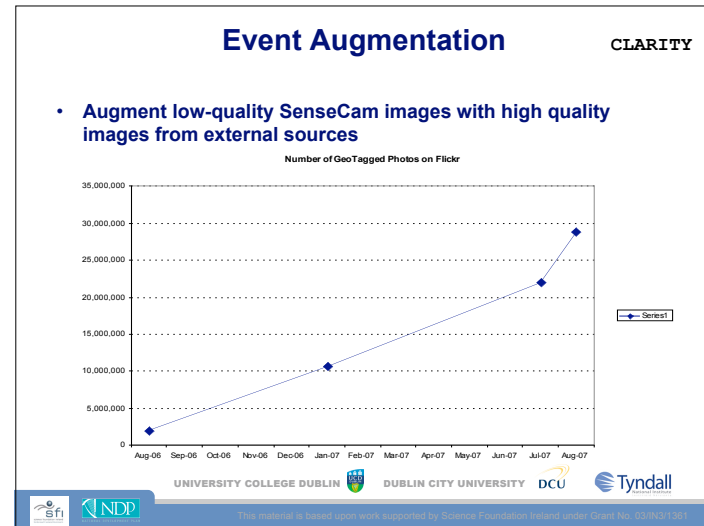 Event Augmentation
CLARITY
• Augment low-quality SenseCam images with high quality
images from external sources
Number of GeoTagged Photos on Flickr
35,000,000
30,000,000
25,000,000
20,000,000
15,000,000
10,000,000
5,000,000
0
Aug-06 Sep-06 Oct-06 Nov-06 Dec-06 Jan-07 Feb-07 Mar-07 Apr-07 May-07 Jun-07 Jul-07 Aug-07
Series1
UNIVERSITY COLLEGE DUBLIN UCD DUBLIN CITY UNIVERSITY DCU Tyndall
National Institute
sfi NDP
This material is based upon work supported by Science Foundation Ireland under Grant No. 03/IN3/1361